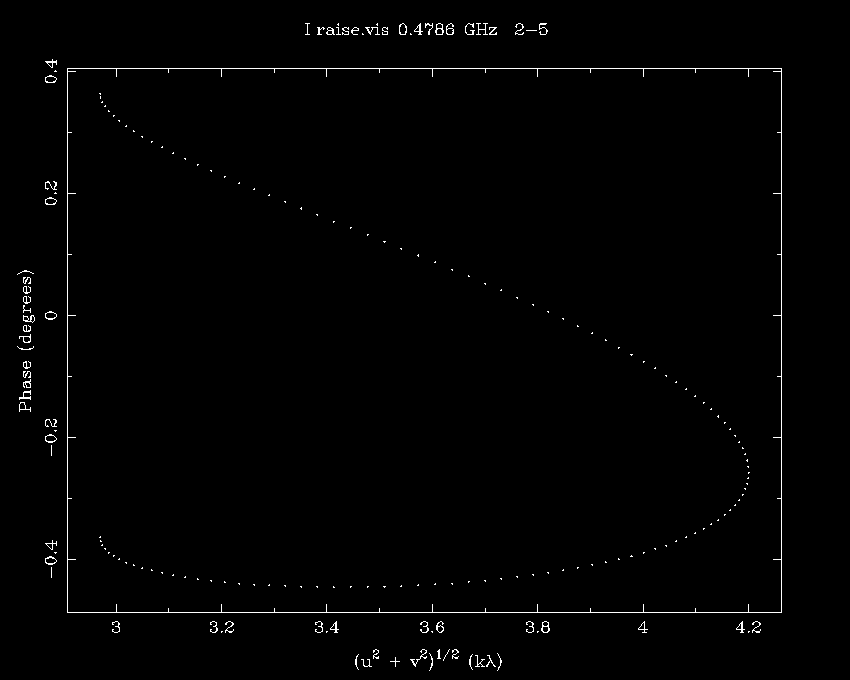 I raise.vis 0.4786 GHz 2-5
0.4
0.2
0
-0.2
-0.4
Phase (degrees)
3 3.2 3.4 3.6 3.8 4 4.2
(u² + v²)^1/2 (kλ)